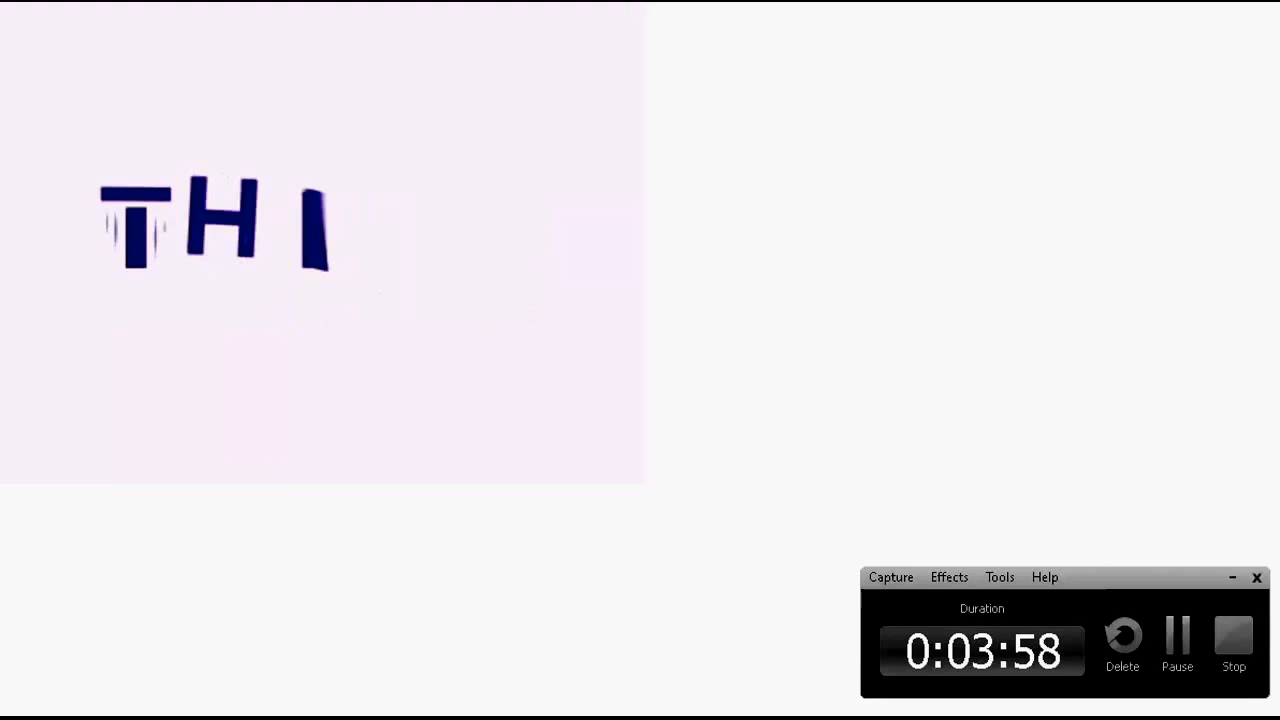 THI
Capture Effects Tools Help
Duration
0:03:58
Delete Pause Stop